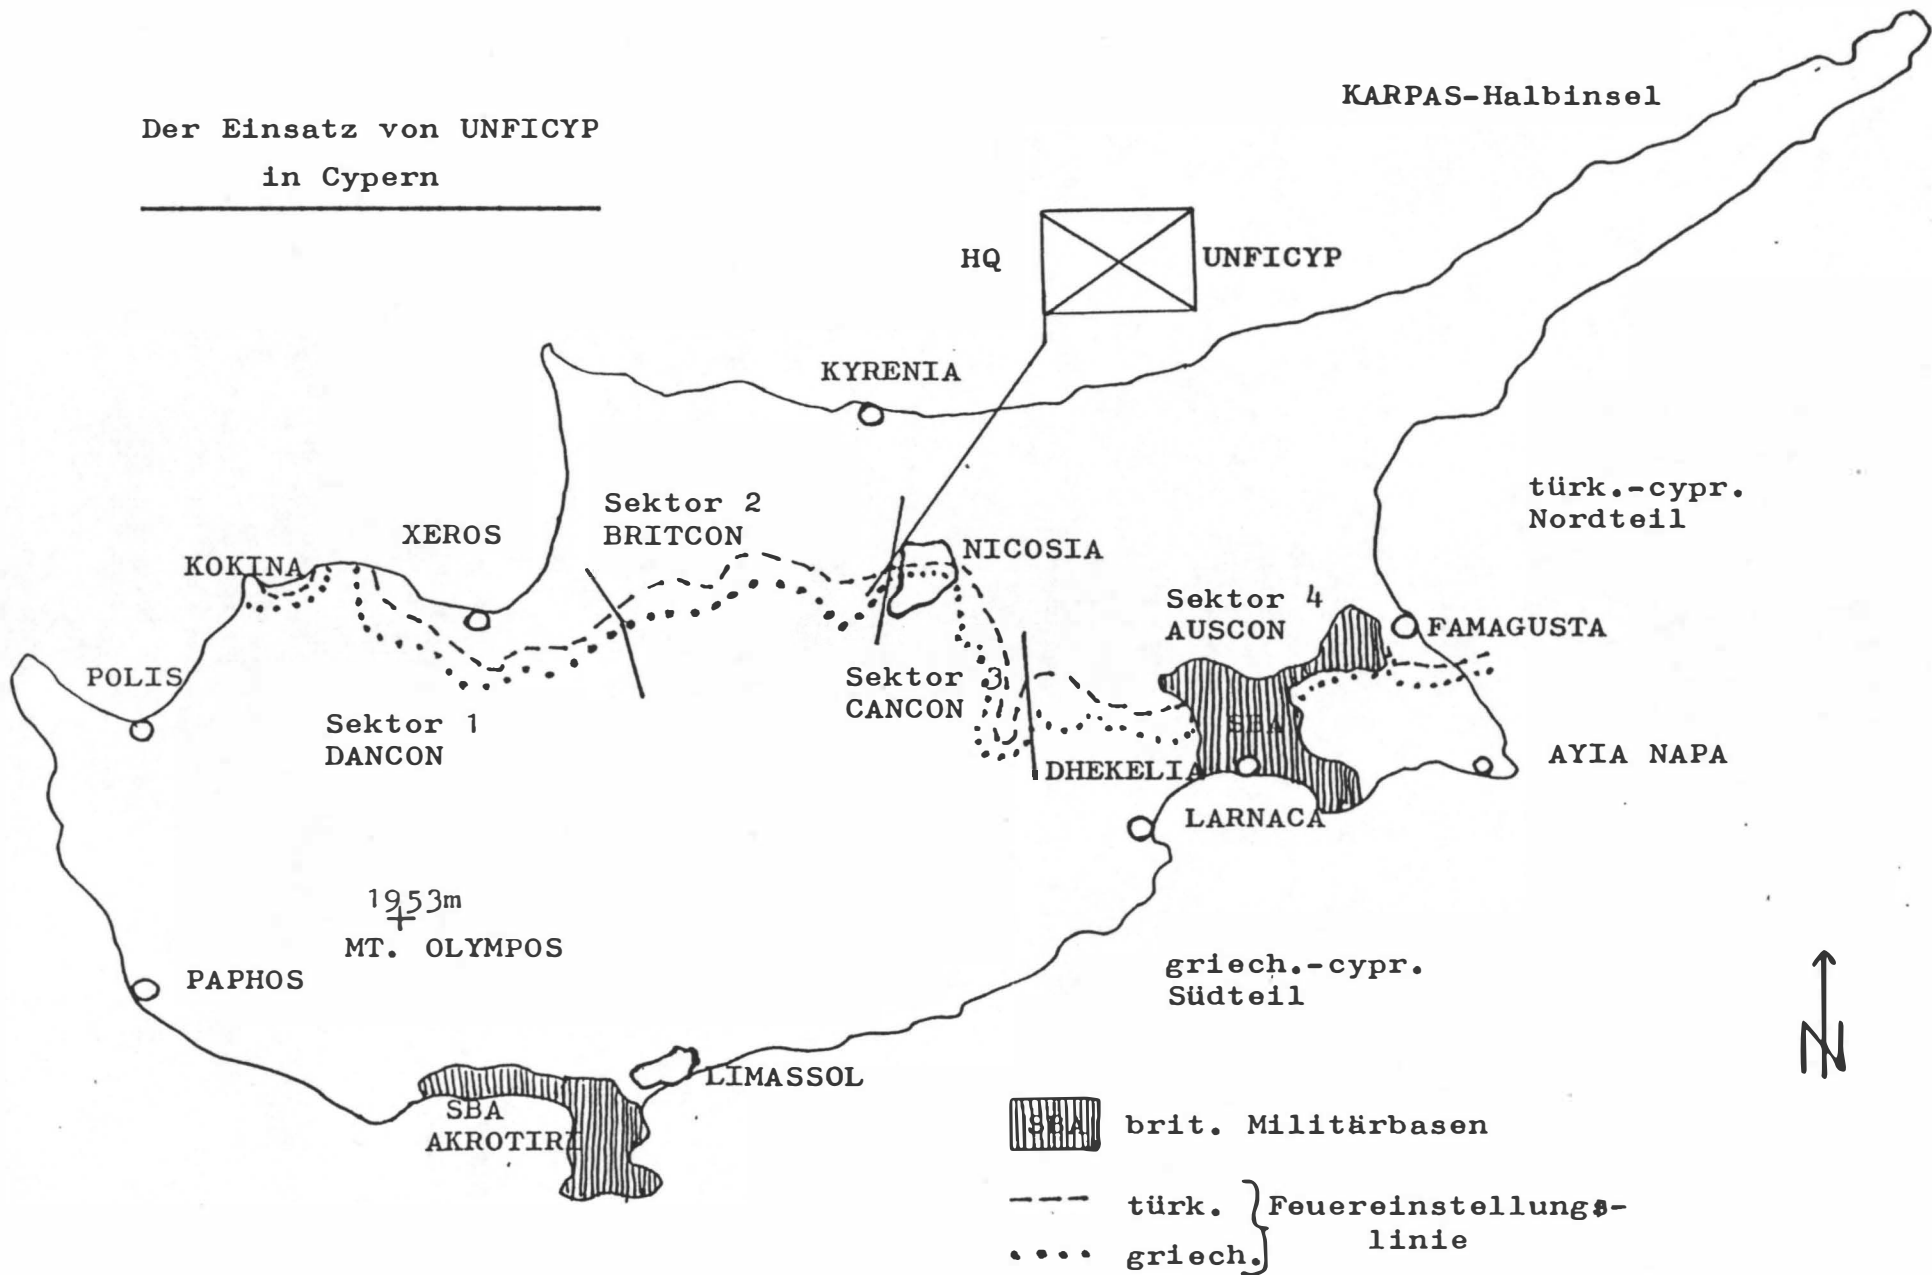 Der Einsatz von UNFICYP
in Cypern
KARPAS-Halbinsel
HQ
UNFICYP
KYRENIA
türk.-cypr.
Nordteil
Sektor 2
BRITCON
XEROS
NICOSIA
KOKINA
Sektor 4
AUSCON
FAMAGUSTA
POLIS
Sektor 3
CANCON
Sektor 1
DANCON
SBA
AYIA NAPA
DHEKELIA
LARNACA
1953m
MT. OLYMPOS
PAPHOS
griech.-cypr.
Südteil
N
LIMASSOL
SBA
AKROTIRI
SBA
brit. Militärbasen
türk.
griech.
Feuereinstellungs-
linie